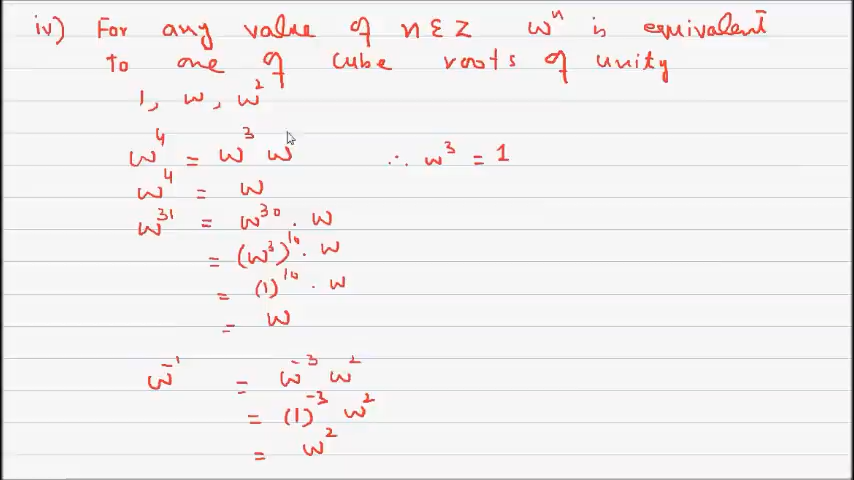 iv) For any value of n ∈ Z wⁿ is equivalent
to one of cube roots of unity
1, w, w²
w⁴ = w³ w ∴ w³ = 1
w⁴ = w
w³¹ = w³⁰ . w
= (w³)¹⁰ . w
= (1)¹⁰ . w
= w
w⁻¹ = w⁻³ w²
= (1)⁻³ w²
= w²